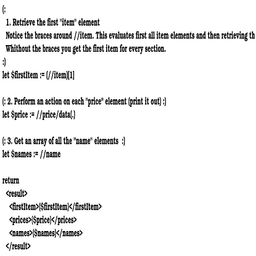 (:
1. Retrieve the first "item" element
Notice the braces around //item. This evaluates first all item elements and then retrieving th
Whithout the braces you get the first item for every section.
:)
let $firstItem := (//item)[1]
(: 2. Perform an action on each "price" element (print it out) :)
let $price := //price/data(.)
(: 3. Get an array of all the "name" elements :)
let $names := //name
return
<result>
<firstItem>{$firstItem}</firstItem>
<prices>{$price}</prices>
<names>{$names}</names>
</result>